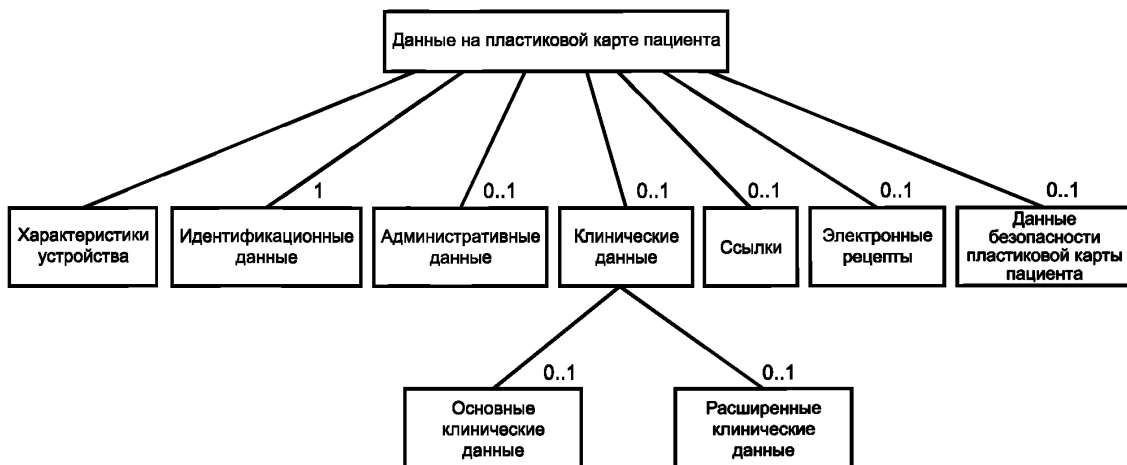 Данные на пластиковой карте пациента
1
0..1
0..1
0..1
0..1
0..1
Характеристики
устройства
Идентификационные
данные
Административные
данные
Клинические
данные
Ссылки
Электронные
рецепты
Данные
безопасности
пластиковой карты
пациента
0..1
0..1
Основные
клинические
данные
Расширенные
клинические
данные